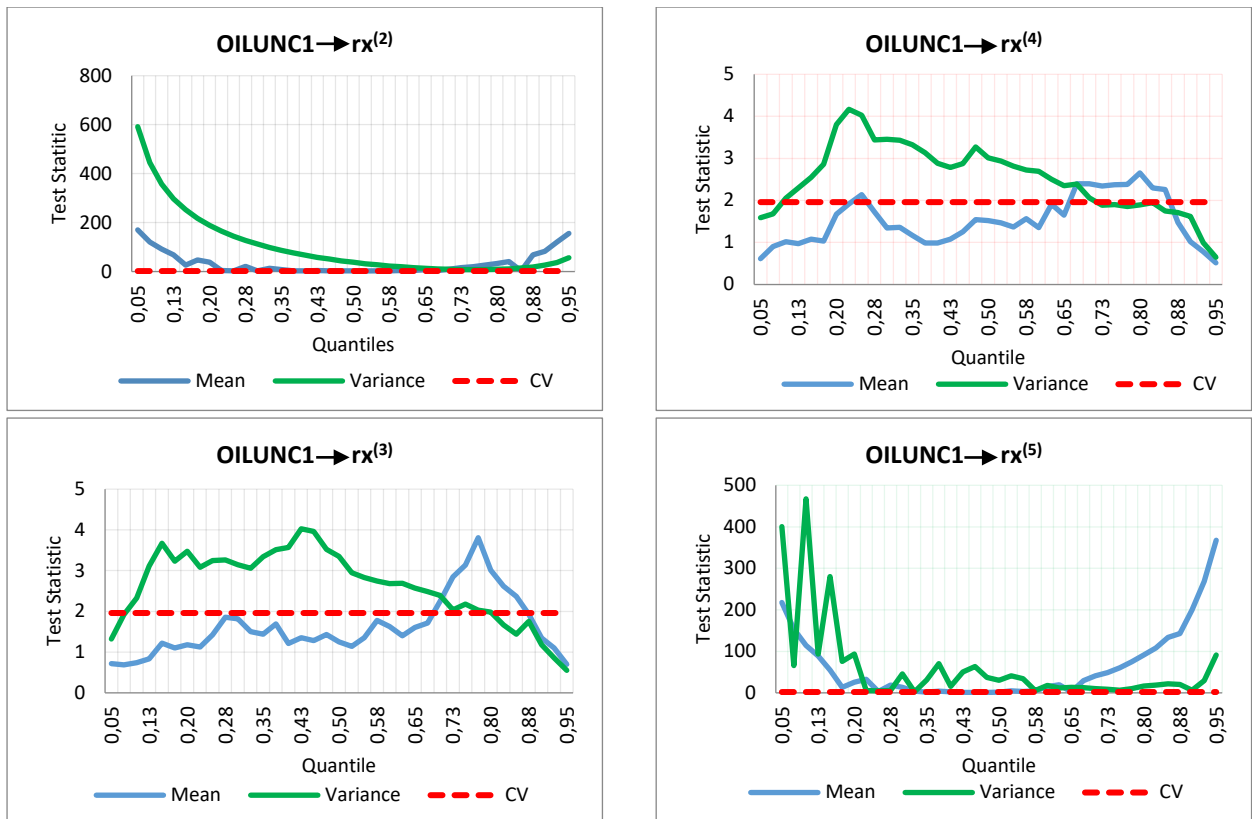 OILUNC1→rx(2)
Test Statitic
800
600
400
200
0
0,05 0,13 0,20 0,28 0,35 0,43 0,50 0,58 0,65 0,73 0,80 0,88 0,95
Quantiles
Mean Variance CV
OILUNC1→rx(4)
Test Statistic
5
4
3
2
1
0
0,05 0,13 0,20 0,28 0,35 0,43 0,50 0,58 0,65 0,73 0,80 0,88 0,95
Quantile
Mean Variance CV
OILUNC1→rx(3)
Test Statistic
5
4
3
2
1
0
0,05 0,13 0,20 0,28 0,35 0,43 0,50 0,58 0,65 0,73 0,80 0,88 0,95
Quantile
Mean Variance CV
OILUNC1→rx(5)
Test Statistic
500
400
300
200
100
0
0,05 0,13 0,20 0,28 0,35 0,43 0,50 0,58 0,65 0,73 0,80 0,88 0,95
Quantile
Mean Variance CV